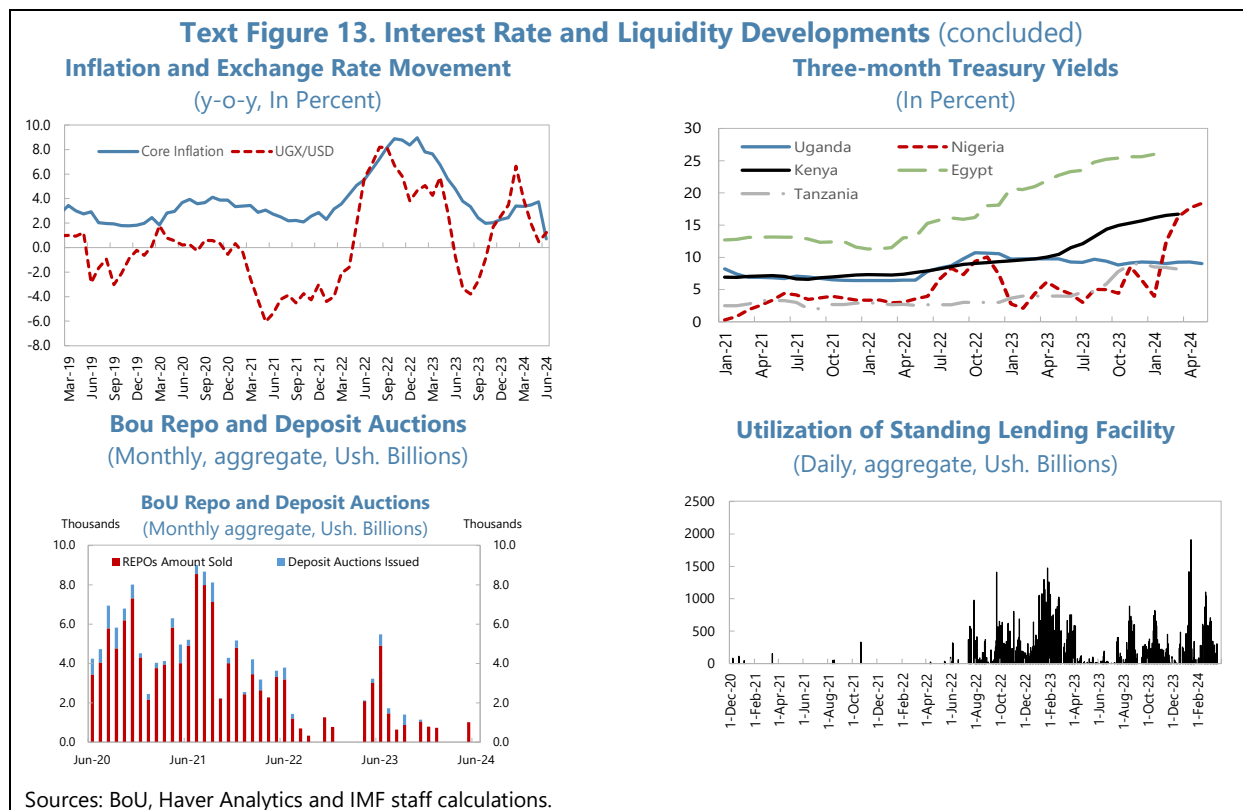 Text Figure 13. Interest Rate and Liquidity Developments (concluded)
Inflation and Exchange Rate Movement
(y-o-y, In Percent)
10.0
8.0
6.0
4.0
2.0
0.0
-2.0
-4.0
-6.0
-8.0
Core Inflation
UGX/USD
Mar-19
Jun-19
Sep-19
Dec-19
Mar-20
Jun-20
Sep-20
Dec-20
Mar-21
Jun-21
Sep-21
Dec-21
Mar-22
Jun-22
Sep-22
Dec-22
Mar-23
Jun-23
Sep-23
Dec-23
Mar-24
Jun-24
Three-month Treasury Yields
(In Percent)
30
25
20
15
10
5
0
Uganda
Nigeria
Kenya
Egypt
Tanzania
Jan-21
Apr-21
Jul-21
Oct-21
Jan-22
Apr-22
Jul-22
Oct-22
Jan-23
Apr-23
Jul-23
Oct-23
Jan-24
Apr-24
Bou Repo and Deposit Auctions
(Monthly, aggregate, Ush. Billions)
BoU Repo and Deposit Auctions
(Monthly aggregate, Ush. Billions)
Thousands
Thousands
10.0
8.0
6.0
4.0
2.0
0.0
REPOs Amount Sold
Deposit Auctions Issued
10.0
8.0
6.0
4.0
2.0
0.0
Jun-20
Jun-21
Jun-22
Jun-23
Jun-24
Utilization of Standing Lending Facility
(Daily, aggregate, Ush. Billions)
2500
2000
1500
1000
500
0
1-Dec-20
1-Feb-21
1-Apr-21
1-Jun-21
1-Aug-21
1-Oct-21
1-Dec-21
1-Feb-22
1-Apr-22
1-Jun-22
1-Aug-22
1-Oct-22
1-Dec-22
1-Feb-23
1-Apr-23
1-Jun-23
1-Aug-23
1-Oct-23
1-Dec-23
1-Feb-24
Sources: BoU, Haver Analytics and IMF staff calculations.